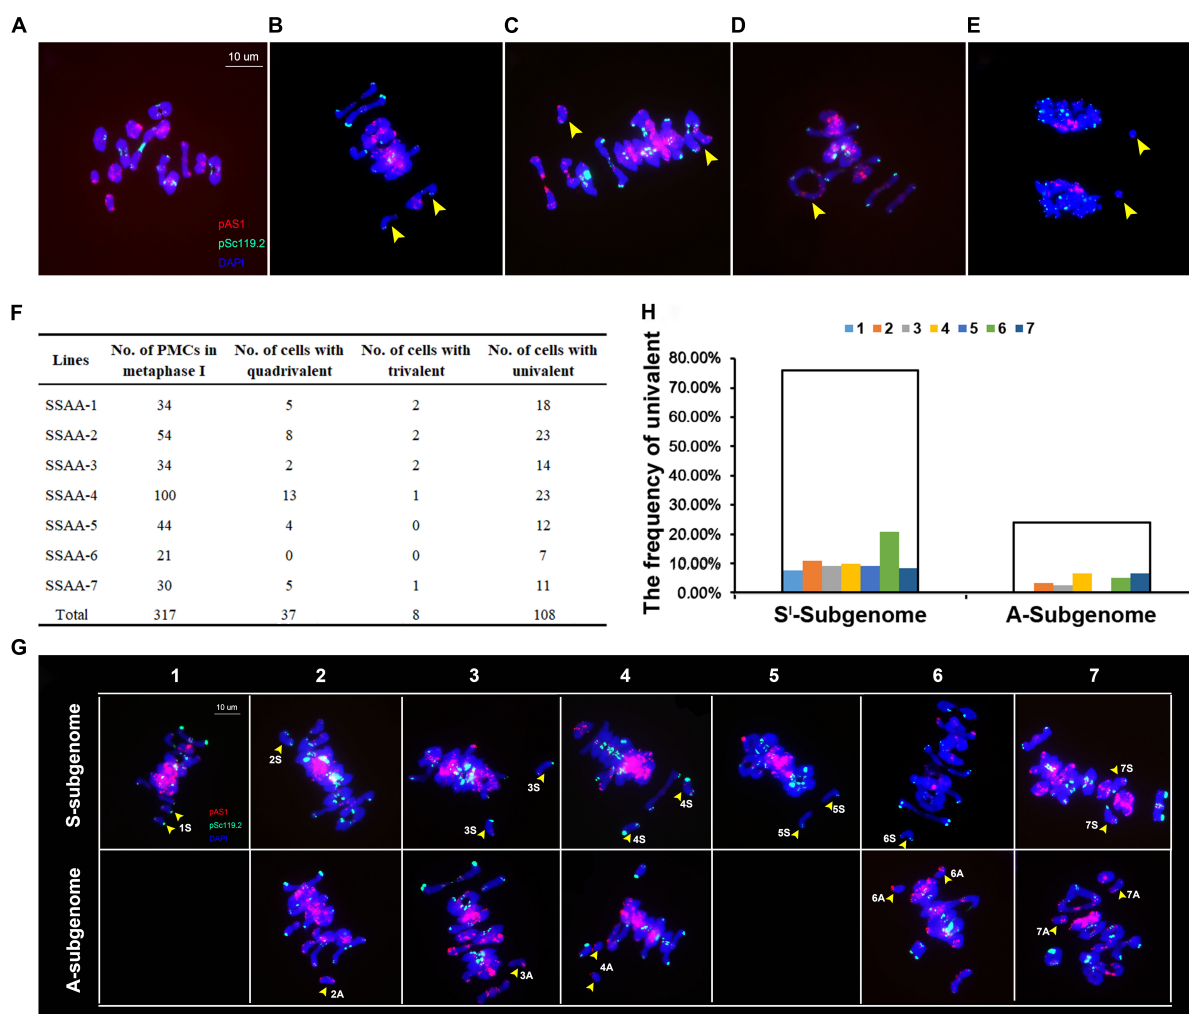 A B C D E
10 um
pAS1
pSc119.2
DAPI
F
Lines No. of PMCs in metaphase I No. of cells with quadrivalent No. of cells with trivalent No. of cells with univalent
SSAA-1 34 5 2 18
SSAA-2 54 8 2 23
SSAA-3 34 2 2 14
SSAA-4 100 13 1 23
SSAA-5 44 4 0 12
SSAA-6 21 0 0 7
SSAA-7 30 5 1 11
Total 317 37 8 108
H
1 2 3 4 5 6 7
The frequency of univalent
80.00%
70.00%
60.00%
50.00%
40.00%
30.00%
20.00%
10.00%
0.00%
Sˡ-Subgenome A-Subgenome
G
1 2 3 4 5 6 7
S-subgenome
10 um
pAS1
pSc119.2
DAPI
1S
2S
3S
3S
4S
4S
5S
5S
6S
7S
7S
A-subgenome
2A
3A
4A
6A
6A
7A
7A